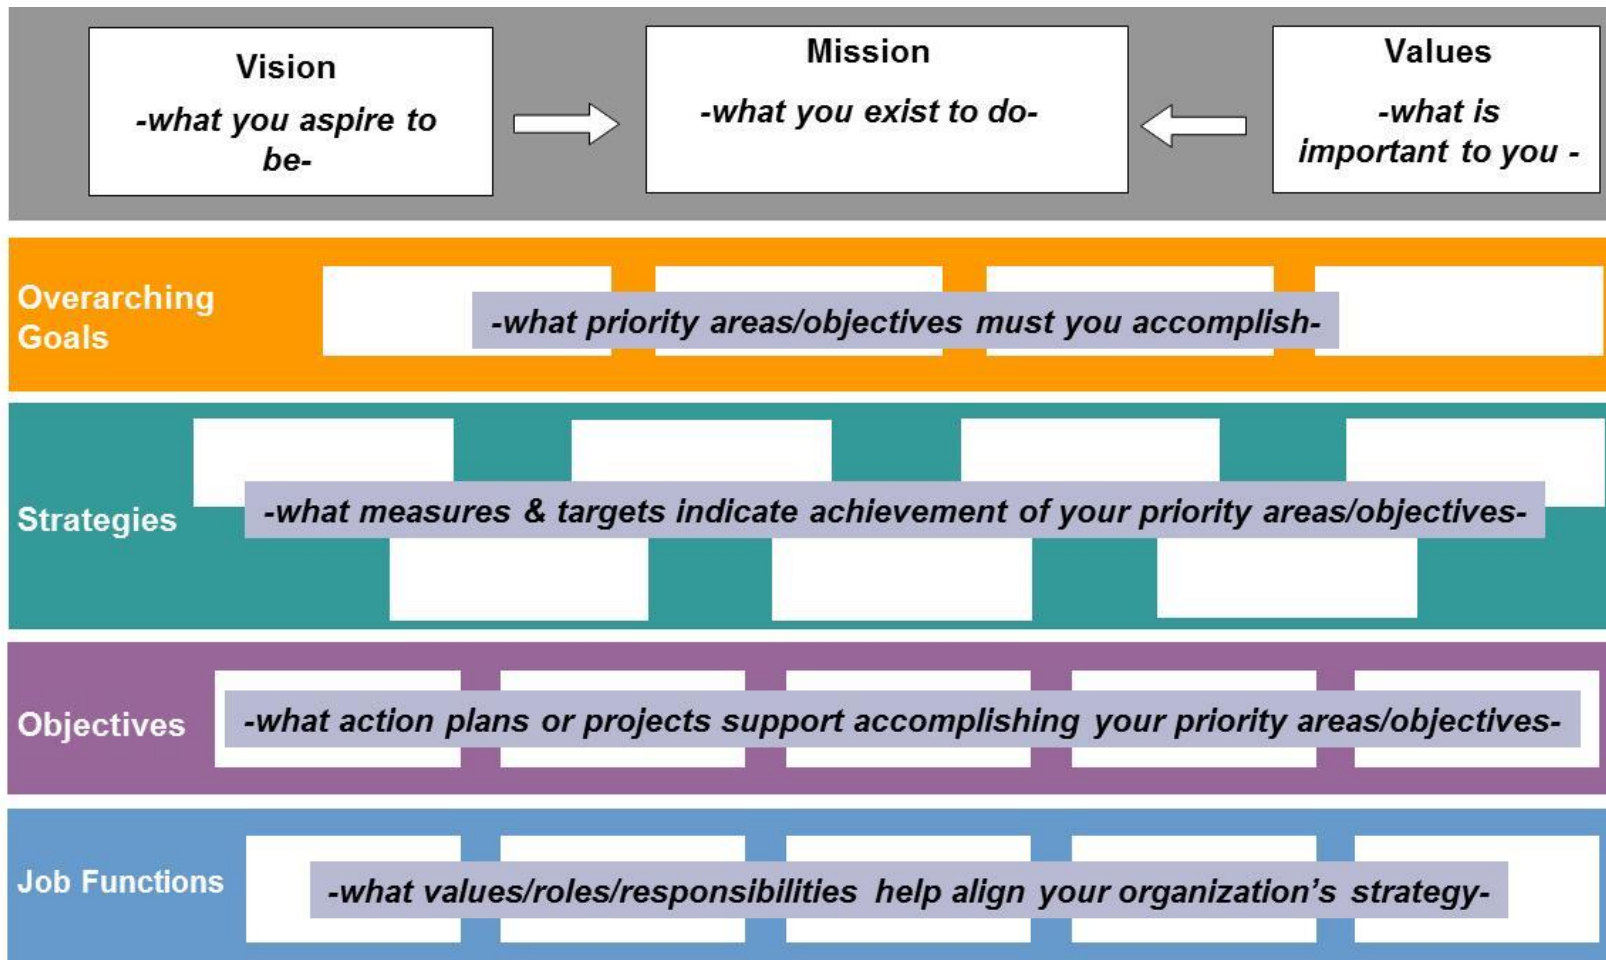 Vision
-what you aspire to
be-
Mission
-what you exist to do-
Values
-what is
important to you -
Overarching
Goals
-what priority areas/objectives must you accomplish-
Strategies
-what measures & targets indicate achievement of your priority areas/objectives-
Objectives
-what action plans or projects support accomplishing your priority areas/objectives-
Job Functions
-what values/roles/responsibilities help align your organization’s strategy-